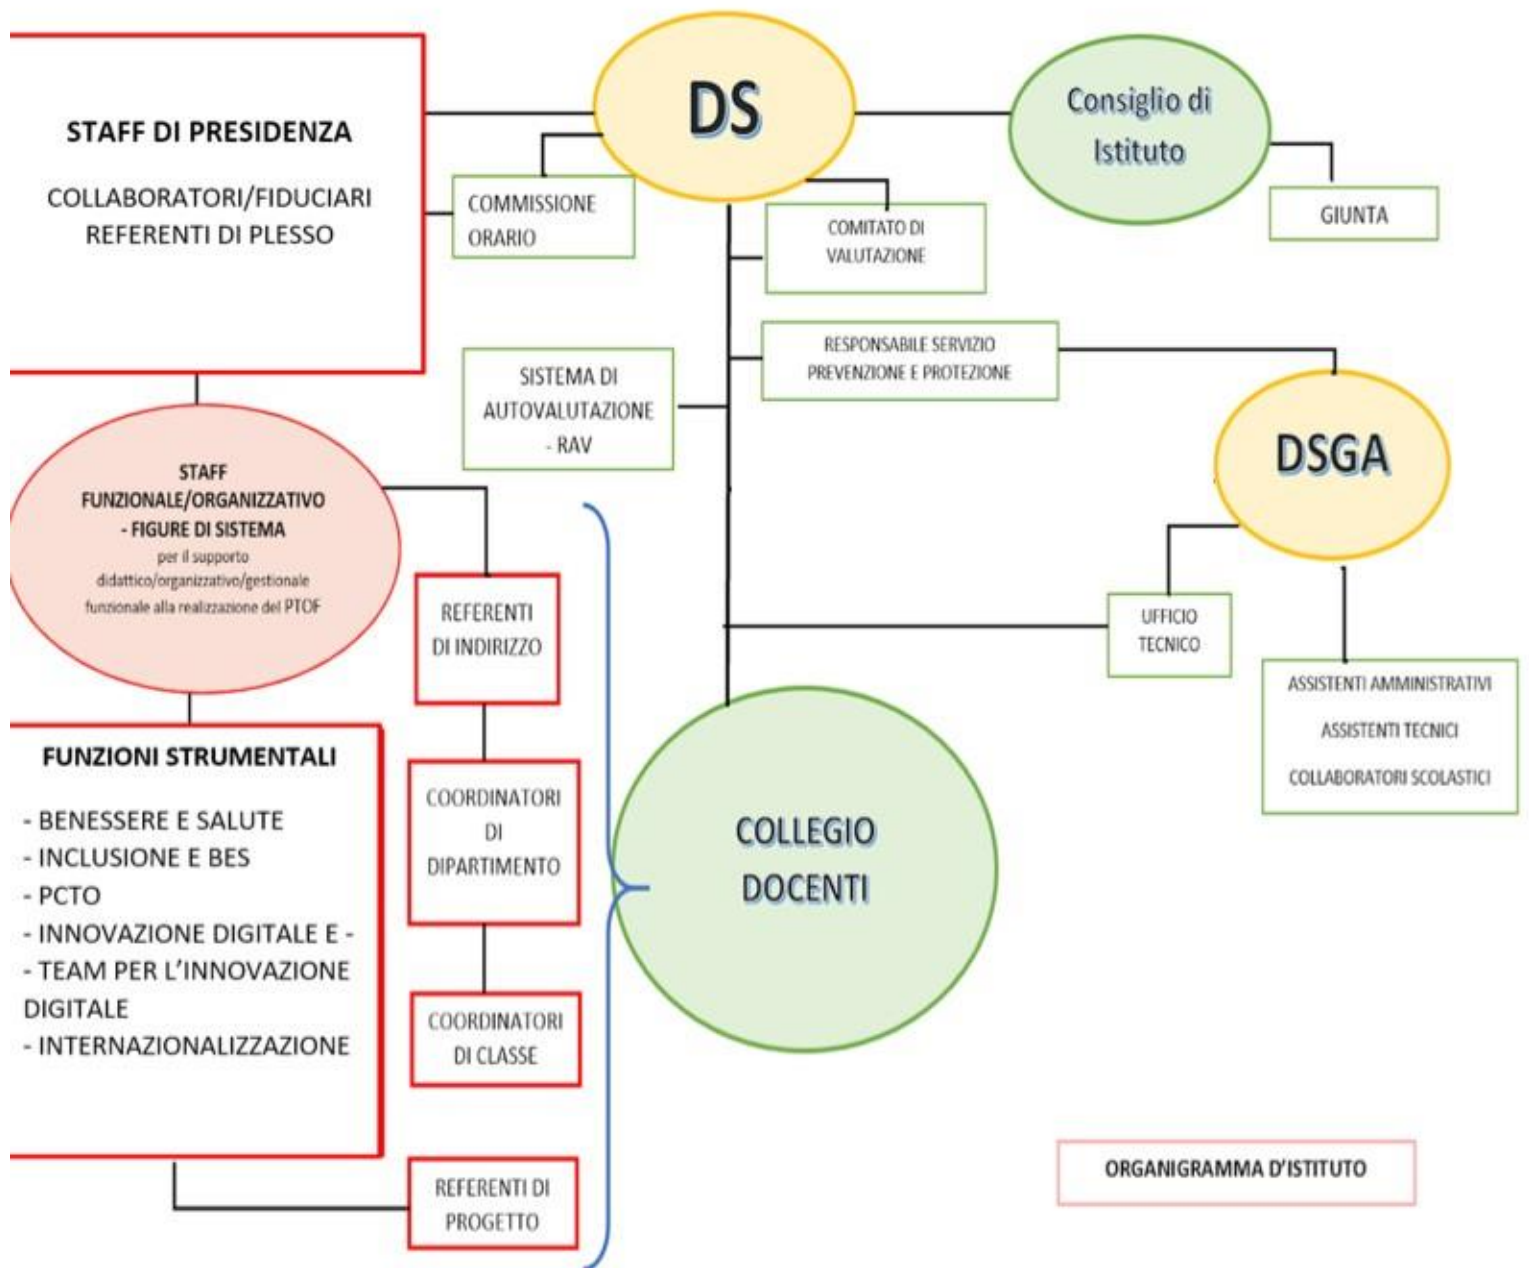 DS
Consiglio di
Istituto
GIUNTA
STAFF DI PRESIDENZA
COLLABORATORI/FIDUCIARI
REFERENTI DI PLESSO
COMMISSIONE
ORARIO
COMITATO DI
VALUTAZIONE
RESPONSABILE SERVIZIO
PREVENZIONE E PROTEZIONE
SISTEMA DI
AUTOVALUTAZIONE
- RAV
DSGA
STAFF
FUNZIONALE/ORGANIZZATIVO
- FIGURE DI SISTEMA
per il supporto
didattico/organizzativo/gestionale
funzionale alla realizzazione del PTOF
REFERENTI
DI INDIRIZZO
UFFICIO
TECNICO
ASSISTENTI AMMINISTRATIVI
ASSISTENTI TECNICI
COLLABORATORI SCOLASTICI
FUNZIONI STRUMENTALI
- BENESSERE E SALUTE
- INCLUSIONE E BES
- PCTO
- INNOVAZIONE DIGITALE E -
- TEAM PER L'INNOVAZIONE
DIGITALE
- INTERNAZIONALIZZAZIONE
COORDINATORI
DI
DIPARTIMENTO
COLLEGIO
DOCENTI
COORDINATORI
DI CLASSE
REFERENTI DI
PROGETTO
ORGANIGRAMMA D'ISTITUTO